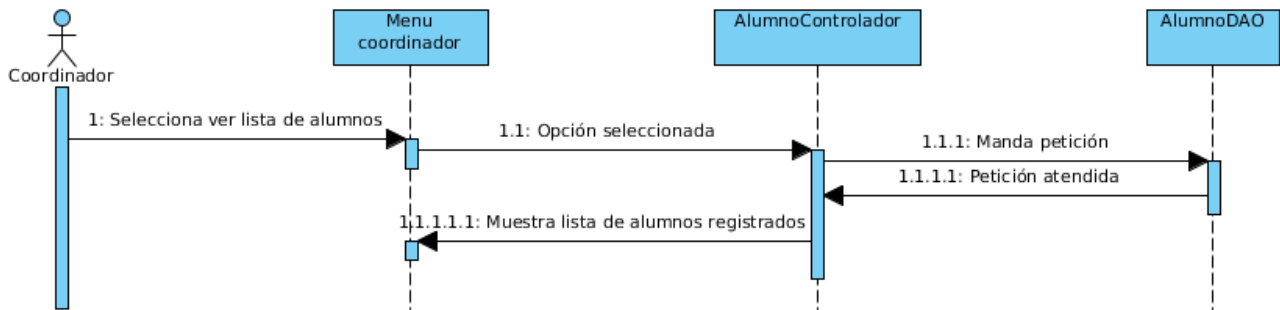 Coordinador
Menu
coordinador
AlumnoControlador
AlumnoDAO
1: Selecciona ver lista de alumnos
1.1: Opción seleccionada
1.1.1: Manda petición
1.1.1.1: Petición atendida
1.1.1.1.1: Muestra lista de alumnos registrados